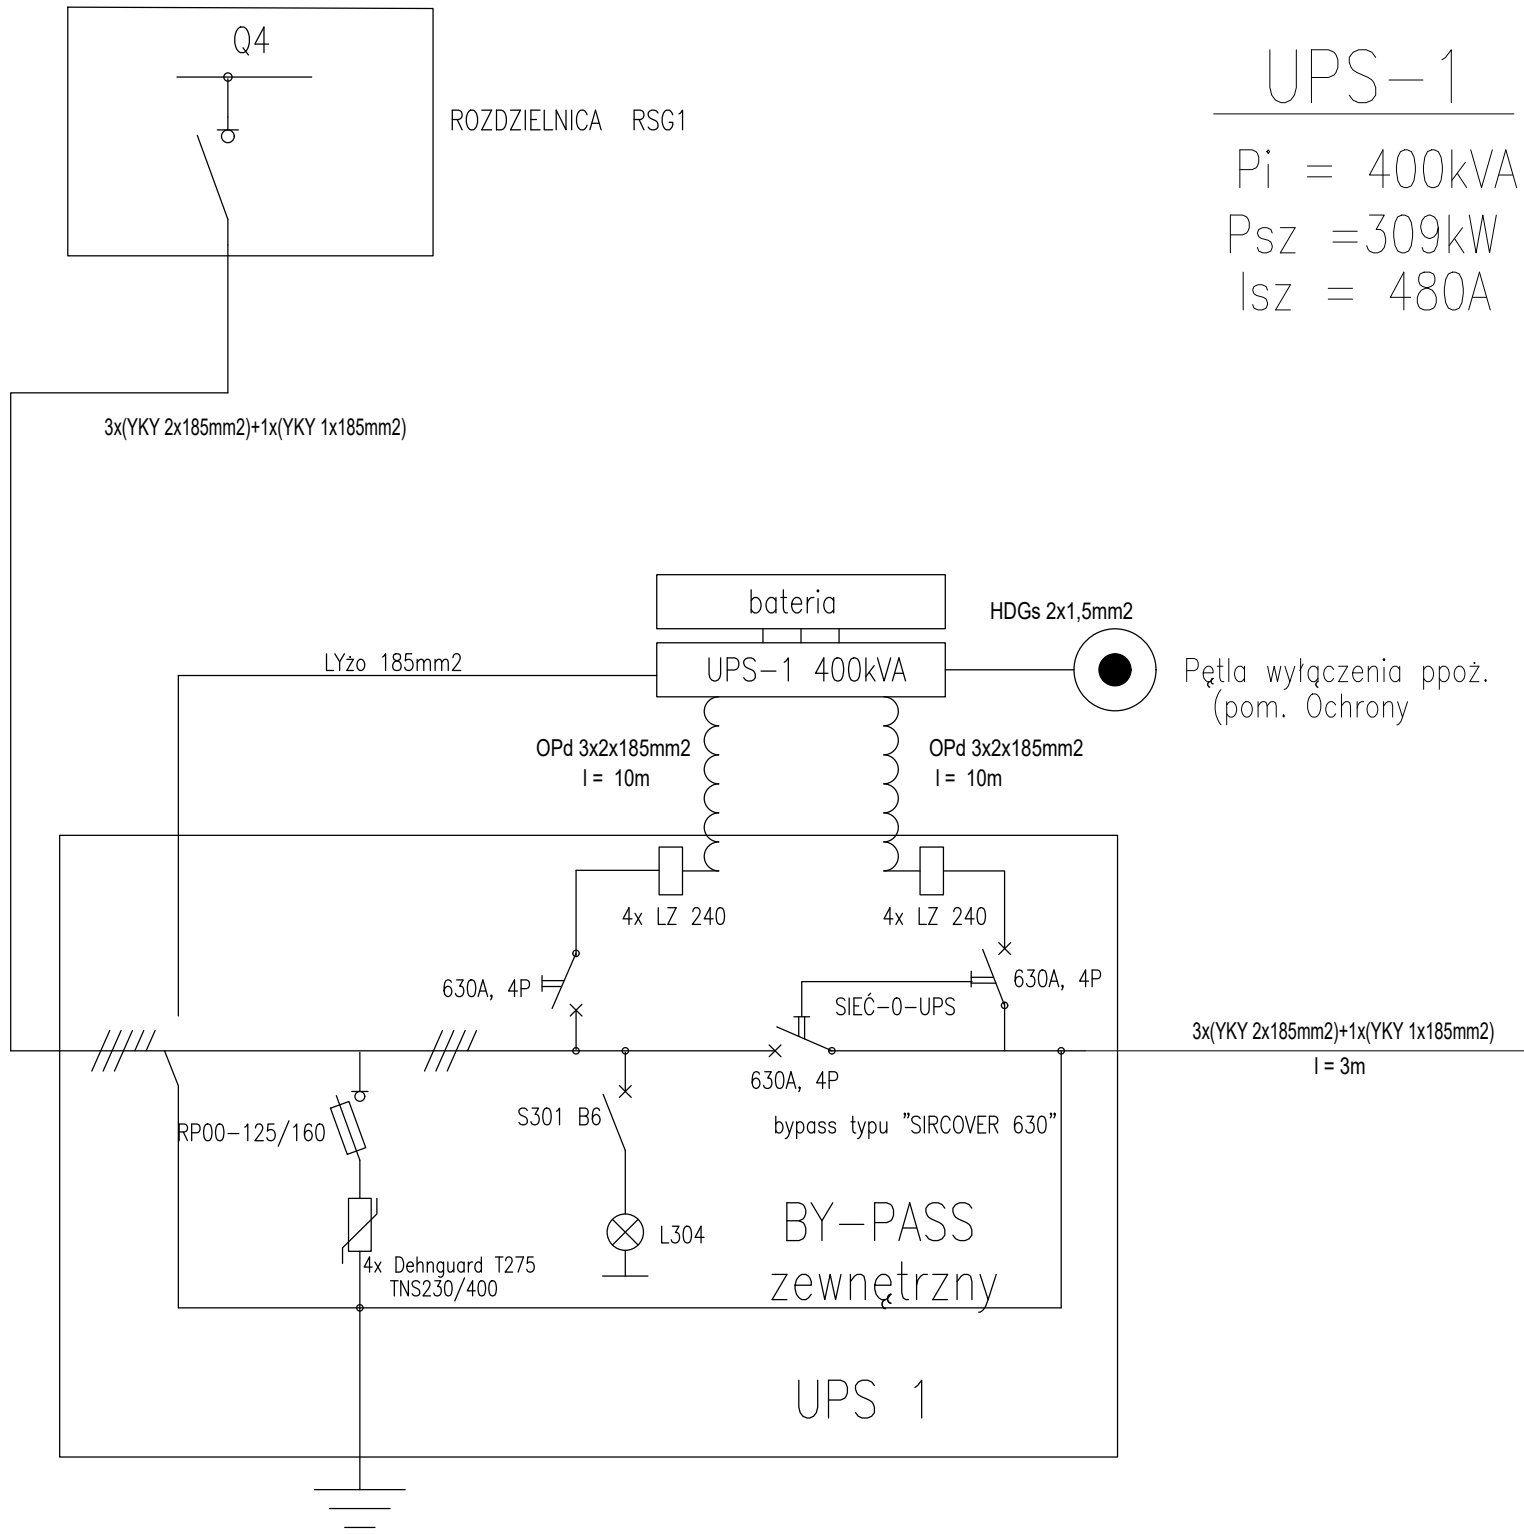 Q4
ROZDZIELNICA RSG1
UPS-1
Pi = 400kVA
Psz =309kW
Isz = 480A
3x(YKY 2x185mm2)+1x(YKY 1x185mm2)
bateria
HDGs 2x1,5mm2
LYżo 185mm2
UPS-1 400kVA
Pętla wyłączenia ppoż.
(pom. Ochrony
OPd 3x2x185mm2
l = 10m
OPd 3x2x185mm2
l = 10m
4x LZ 240
4x LZ 240
630A, 4P
630A, 4P
SIEĆ-0-UPS
3x(YKY 2x185mm2)+1x(YKY 1x185mm2)
l = 3m
630A, 4P
S301 B6
bypass typu "SIRCOVER 630"
RP00-125/160
BY-PASS
zewnętrzny
L304
4x Dehnguard T275
TNS230/400
UPS 1